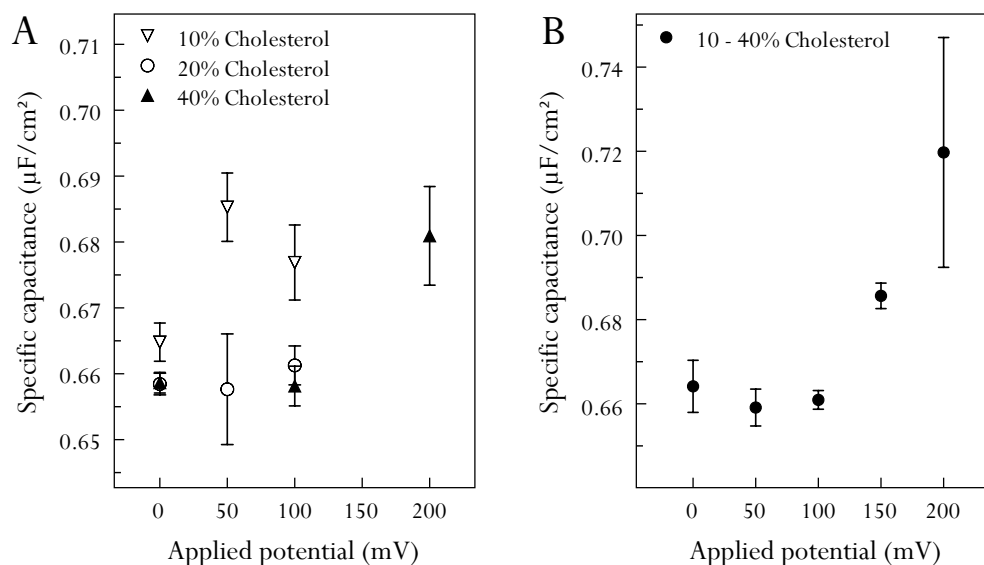 A
10% Cholesterol
20% Cholesterol
40% Cholesterol
Specific capacitance (µF/cm²)
0.71
0.70
0.69
0.68
0.67
0.66
0.65
0 50 100 150 200
Applied potential (mV)
B
10 - 40% Cholesterol
Specific capacitance (µF/cm²)
0.74
0.72
0.70
0.68
0.66
0 50 100 150 200
Applied potential (mV)